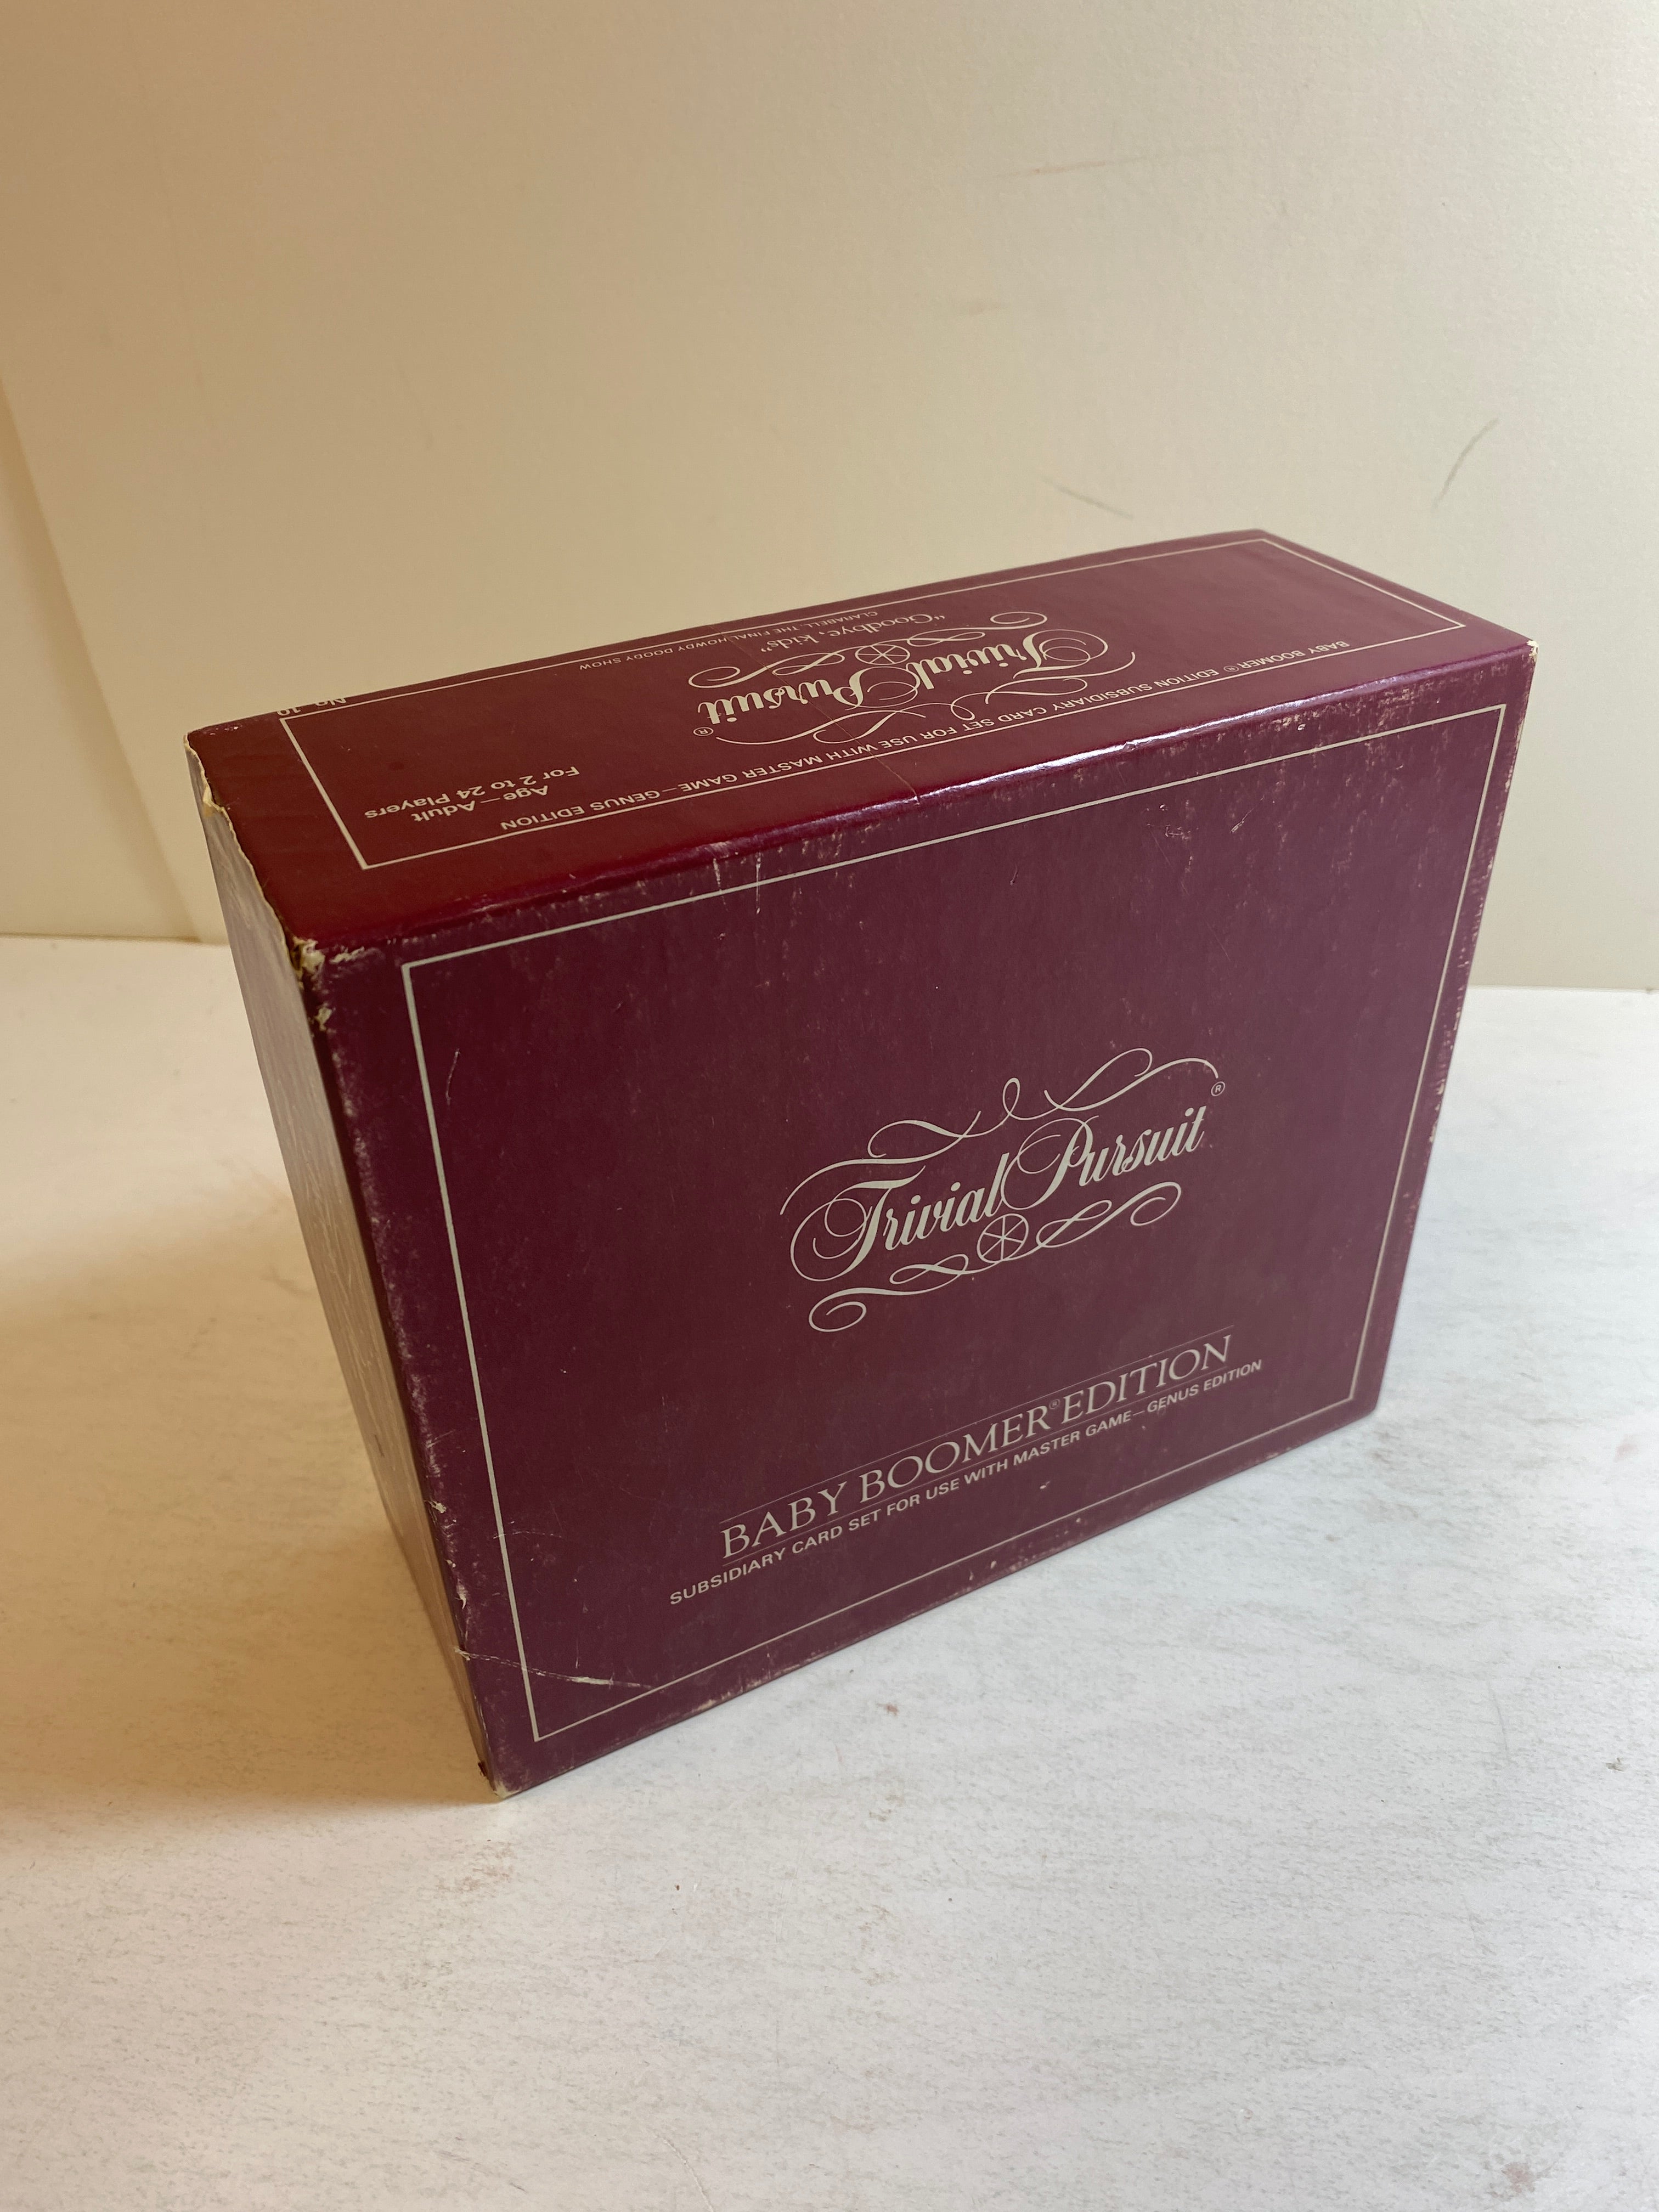 Trivial Pursuit®
BABY BOOMER® EDITION
SUBSIDIARY CARD SET FOR USE WITH MASTER GAME—GENUS EDITION
BABY BOOMER® EDITION SUBSIDIARY CARD SET FOR USE WITH MASTER GAME—GENUS EDITION
Trivial Pursuit®
"Goodbye, kids"
CLARABELL, THE FINAL HOWDY DOODY SHOW
Age—Adult
For 2 to 24 Players